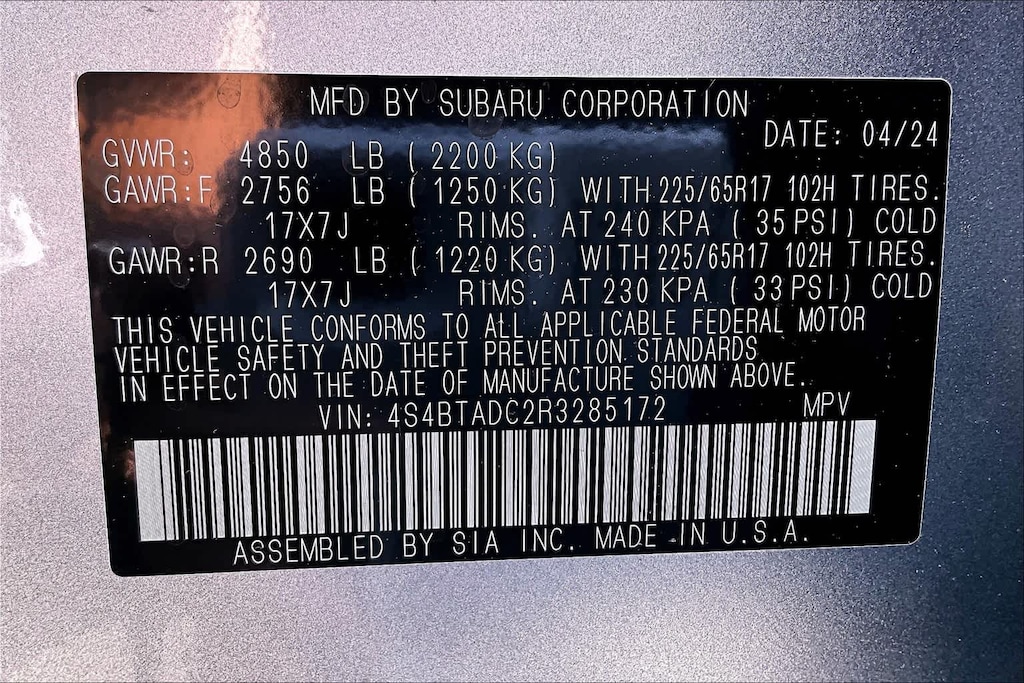 MFD BY SUBARU CORPORATION
DATE: 04/24
GVWR: 4850 LB ( 2200 KG)
GAWR:F 2756 LB ( 1250 KG) WITH 225/65R17 102H TIRES.
17X7J RIMS. AT 240 KPA ( 35 PSI) COLD
GAWR:R 2690 LB ( 1220 KG) WITH 225/65R17 102H TIRES.
17X7J RIMS. AT 230 KPA ( 33 PSI) COLD
THIS VEHICLE CONFORMS TO ALL APPLICABLE FEDERAL MOTOR
VEHICLE SAFETY AND THEFT PREVENTION STANDARDS
IN EFFECT ON THE DATE OF MANUFACTURE SHOWN ABOVE.
VIN: 4S4BTADC2R3285172 MPV
ASSEMBLED BY SIA INC. MADE IN U.S.A.